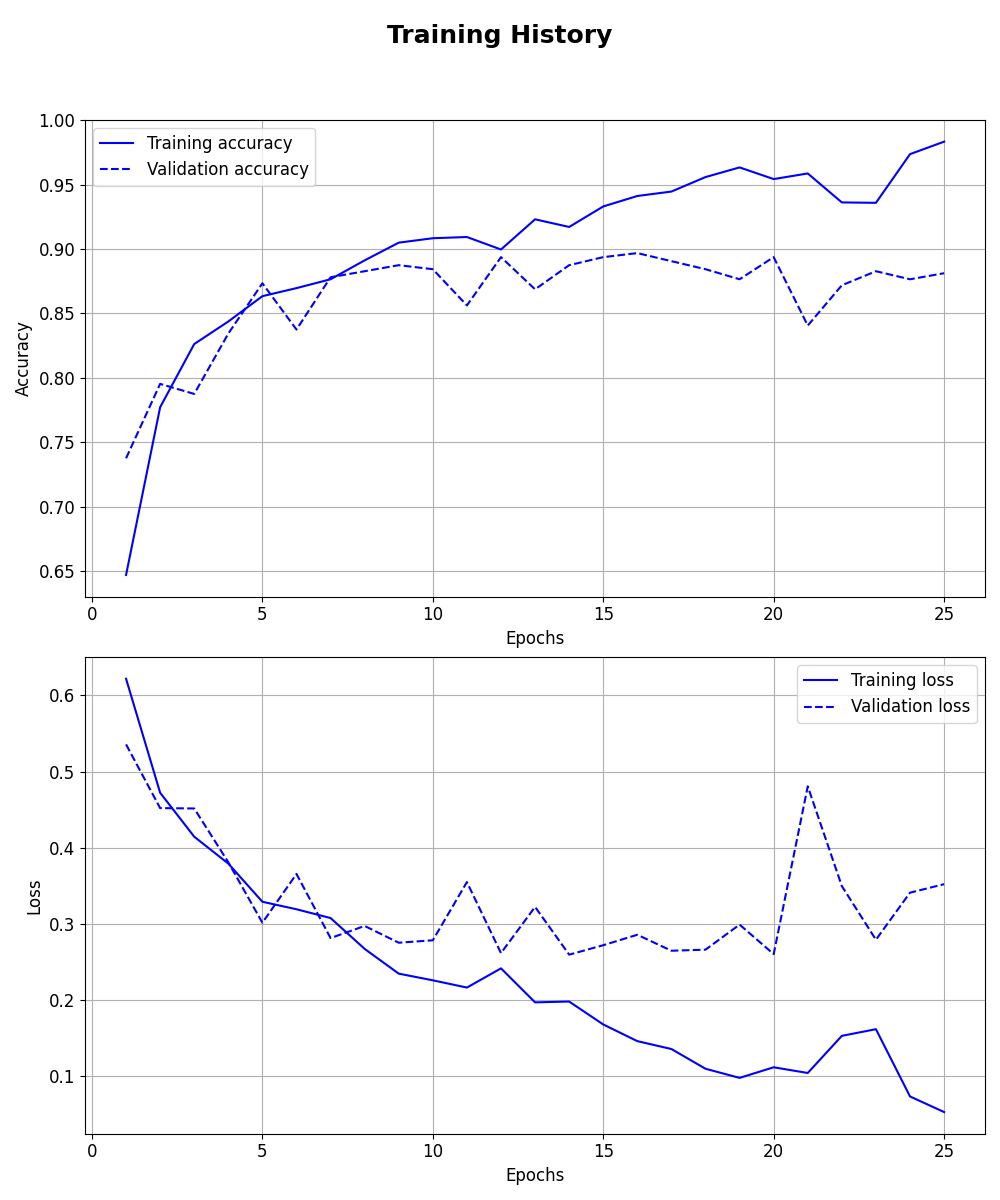 Training History
1.00
0.95
0.90
0.85
0.80
0.75
0.70
0.65
Accuracy
Training accuracy
Validation accuracy
0 5 10 15 20 25
Epochs
0.6
0.5
0.4
0.3
0.2
0.1
Loss
Training loss
Validation loss
0 5 10 15 20 25
Epochs